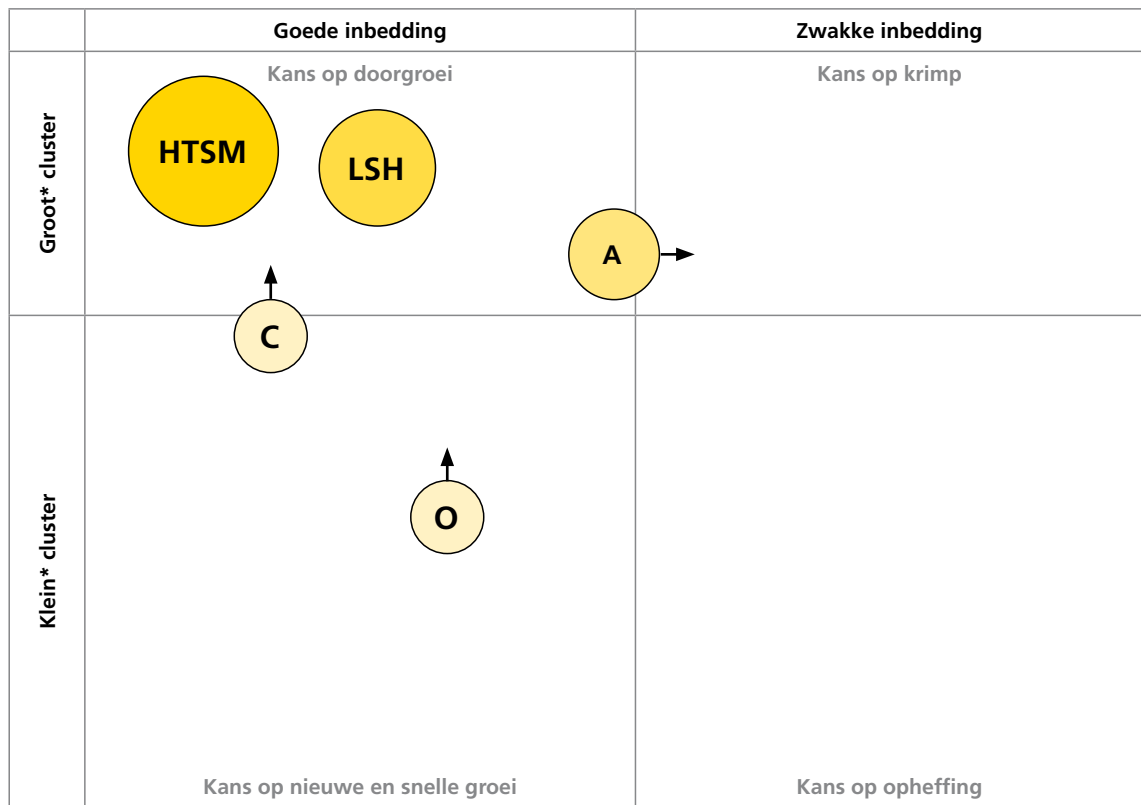 Goede inbedding
Zwakke inbedding
Groot* cluster
Kans op doorgroei
Kans op krimp
HTSM
LSH
A
C
Klein* cluster
O
Kans op nieuwe en snelle groei
Kans op opheffing